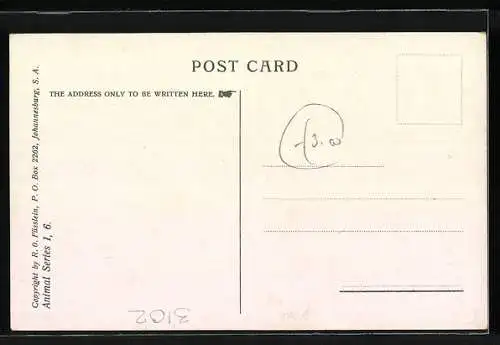 POST CARD
THE ADDRESS ONLY TO BE WRITTEN HERE.
Copyright by R. O. Füsslein, P. O. Box 2262, Johannesburg, S. A.
Animal Series 1, 6.
3102